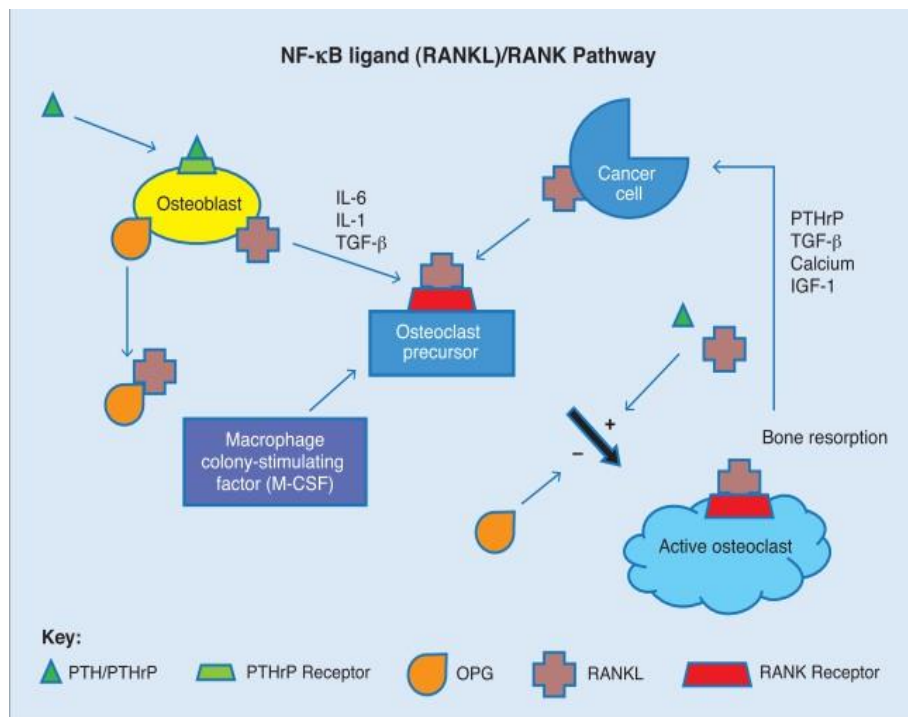 NF-κB ligand (RANKL)/RANK Pathway
Osteoblast
IL-6
IL-1
TGF-β
Cancer
cell
PTHrP
TGF-β
Calcium
IGF-1
Osteoclast
precursor
Macrophage
colony-stimulating
factor (M-CSF)
+
–
Bone resorption
Active osteoclast
Key:
PTH/PTHrP
PTHrP Receptor
OPG
RANKL
RANK Receptor